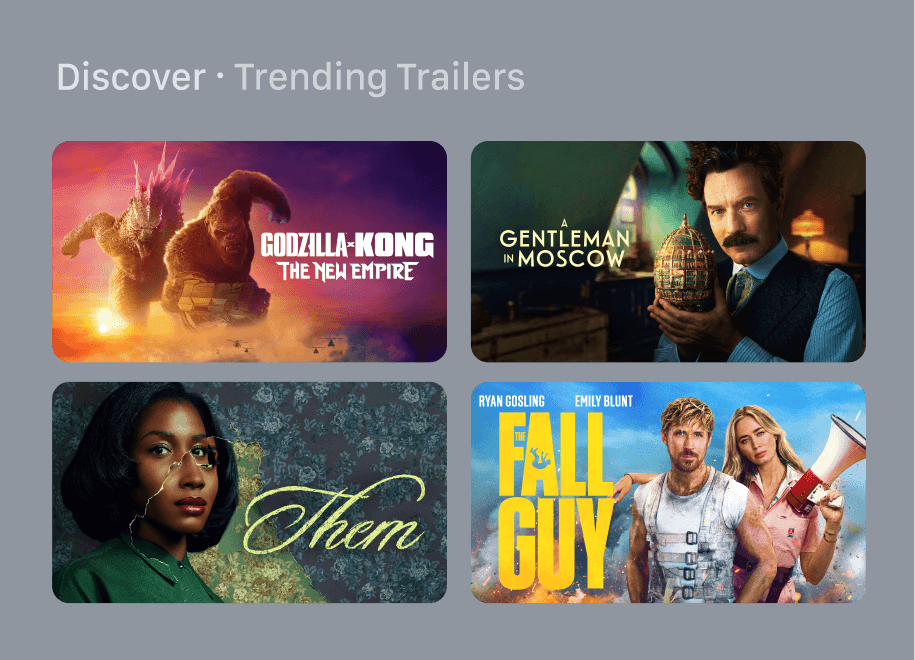 Discover · Trending Trailers
GODZILLA x KONG
THE NEW EMPIRE
A
GENTLEMAN
IN MOSCOW
Them
RYAN GOSLING EMILY BLUNT
THE
FALL
GUY